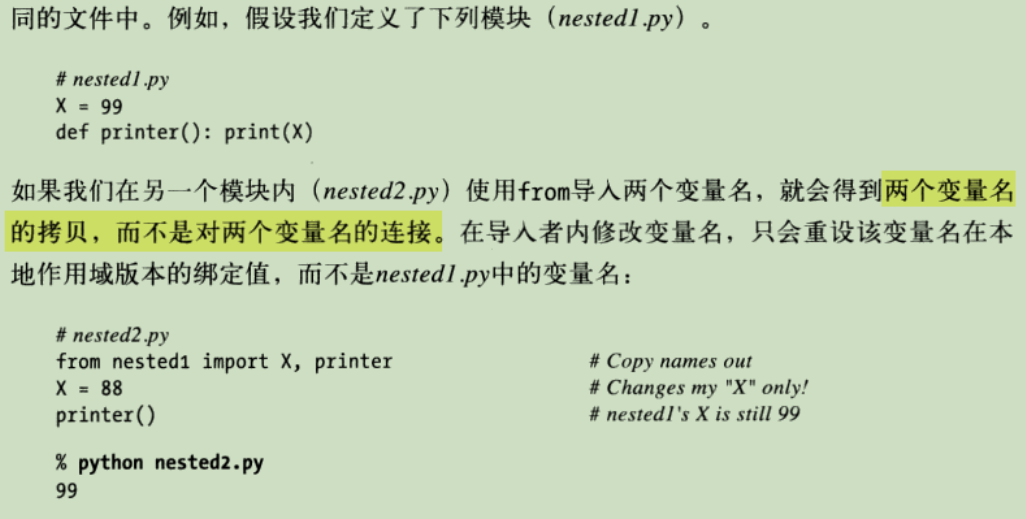 同的文件中。例如，假设我们定义了下列模块（nested1.py）。
# nested1.py
X = 99
def printer(): print(X)
如果我们在另一个模块内（nested2.py）使用from导入两个变量名，就会得到两个变量名
的拷贝，而不是对两个变量名的连接。在导入者内修改变量名，只会重设该变量名在本
地作用域版本的绑定值，而不是nested1.py中的变量名：
# nested2.py
from nested1 import X, printer # Copy names out
X = 88 # Changes my "X" only!
printer() # nested1's X is still 99
% python nested2.py
99